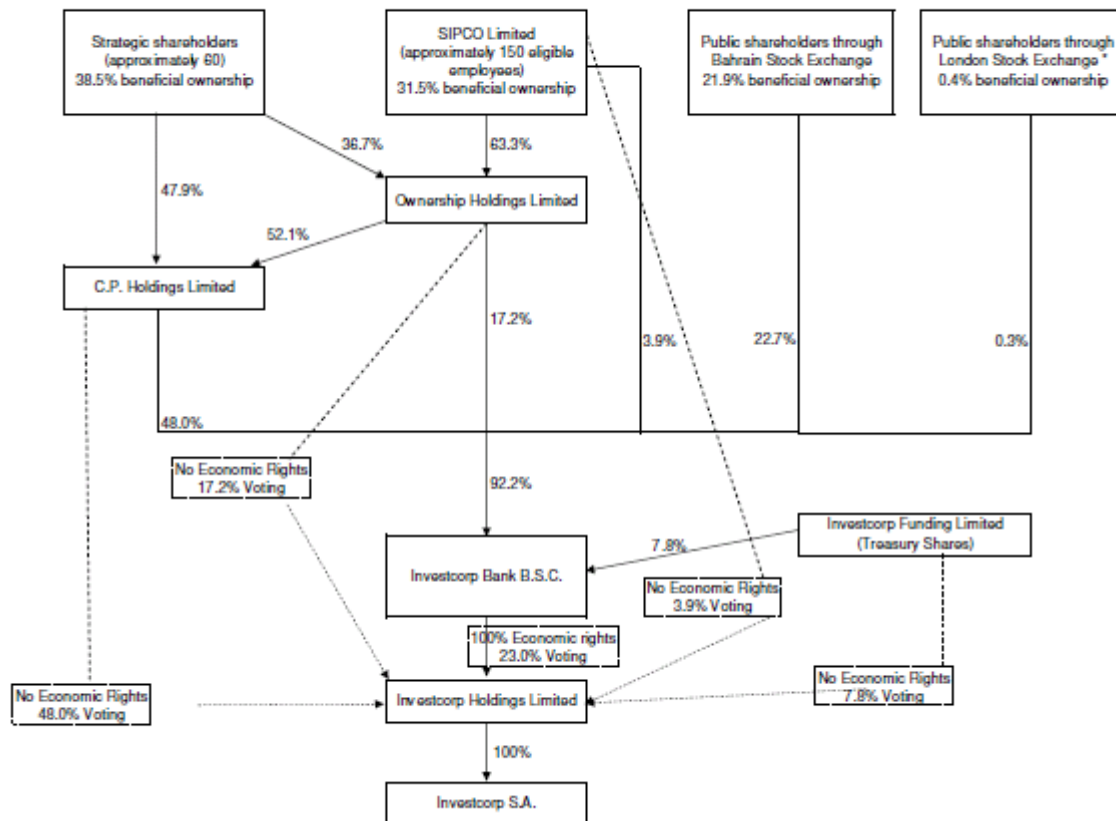 Strategic shareholders
(approximately 60)
38.5% beneficial ownership
SIPCO Limited
(approximately 150 eligible
employees)
31.5% beneficial ownership
Public shareholders through
Bahrain Stock Exchange
21.9% beneficial ownership
Public shareholders through
London Stock Exchange *
0.4% beneficial ownership
36.7%
63.3%
47.9%
Ownership Holdings Limited
52.1%
C.P. Holdings Limited
17.2%
3.9%
22.7%
0.3%
48.0%
No Economic Rights
17.2% Voting
92.2%
Investcorp Funding Limited
(Treasury Shares)
7.8%
Investcorp Bank B.S.C.
No Economic Rights
3.9% Voting
100% Economic rights
23.0% Voting
No Economic Rights
48.0% Voting
Investcorp Holdings Limited
No Economic Rights
7.8% Voting
100%
Investcorp S.A.